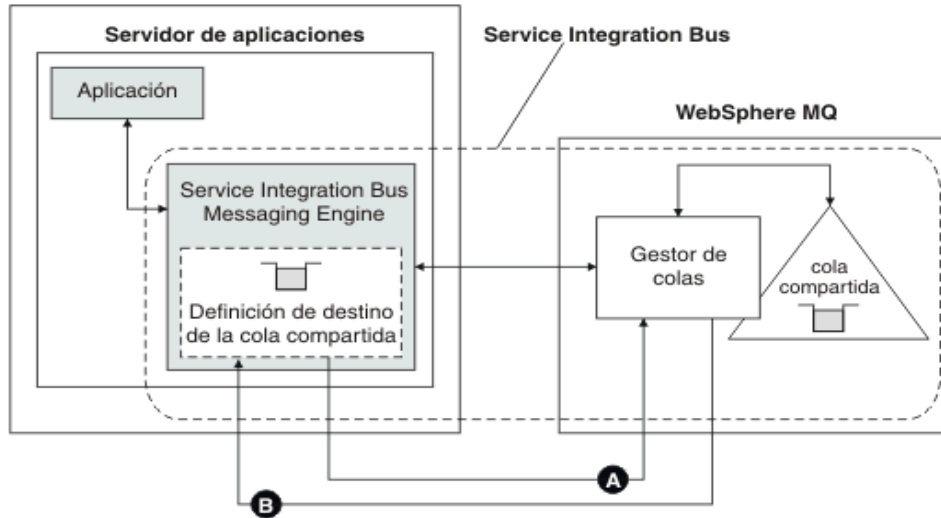 Servidor de aplicaciones
Service Integration Bus
Aplicación
WebSphere MQ
Service Integration Bus
Messaging Engine
Definición de destino
de la cola compartida
Gestor de
colas
cola
compartida
A
B